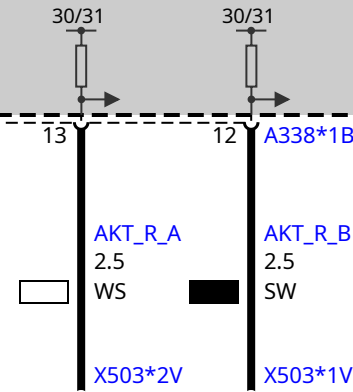 30/31 30/31
13 12 A338*1B
AKT_R_A AKT_R_B
2.5 2.5
WS SW
X503*2V X503*1V